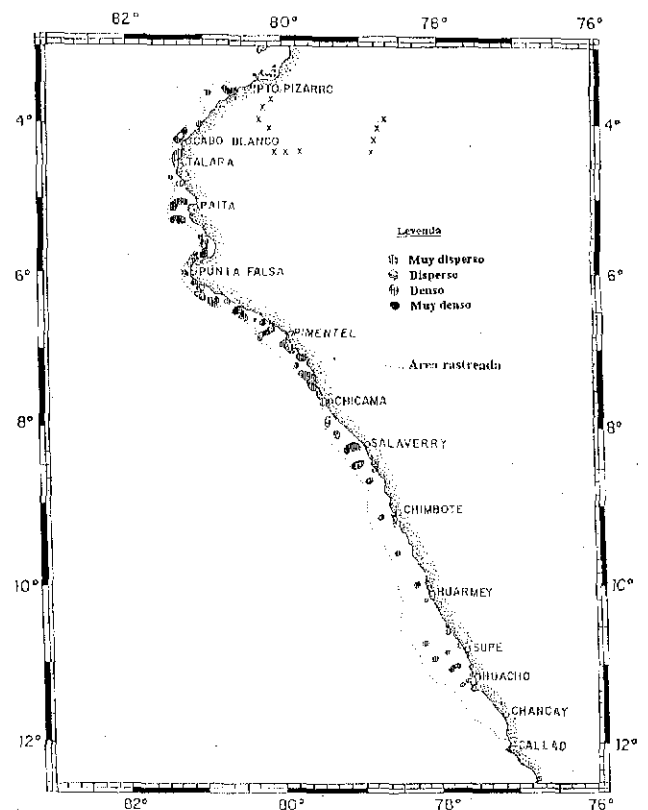 82° 80° 78° 76°
PTO PIZARRO
4° 4°
CABO BLANCO
TALARA
PAITA
Leyenda
Muy disperso
Disperso
Denso
Muy denso
6° PUNTA FALSA 6°
PIMENTEL
Area rastreada
CHICAMA
8° 8°
SALAVERRY
CHIMBOTE
10° 10°
HUARMEY
SUPE
HUACHO
CHANCAY
12° 12°
CALLAO
82° 80° 78° 76°